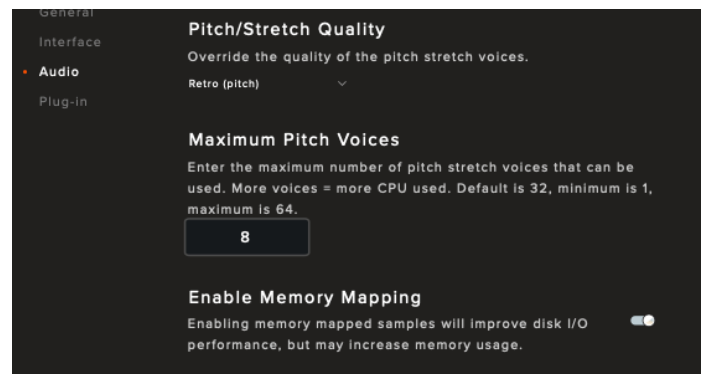 General
Interface
Audio
Plug-in
Pitch/Stretch Quality
Override the quality of the pitch stretch voices.
Retro (pitch)
Maximum Pitch Voices
Enter the maximum number of pitch stretch voices that can be
used. More voices = more CPU used. Default is 32, minimum is 1,
maximum is 64.
8
Enable Memory Mapping
Enabling memory mapped samples will improve disk I/O
performance, but may increase memory usage.